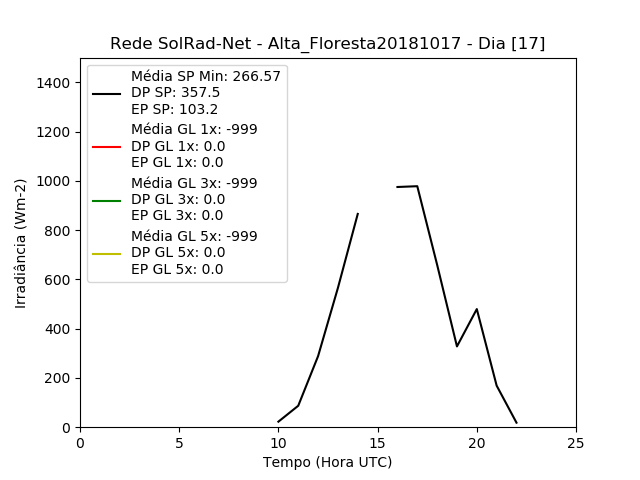 Rede SolRad-Net - Alta_Floresta20181017 - Dia [17]
Média SP Min: 266.57
DP SP: 357.5
EP SP: 103.2
Média GL 1x: -999
DP GL 1x: 0.0
EP GL 1x: 0.0
Média GL 3x: -999
DP GL 3x: 0.0
EP GL 3x: 0.0
Média GL 5x: -999
DP GL 5x: 0.0
EP GL 5x: 0.0
Irradiância (Wm-2)
1400
1200
1000
800
600
400
200
0
0 5 10 15 20 25
Tempo (Hora UTC)